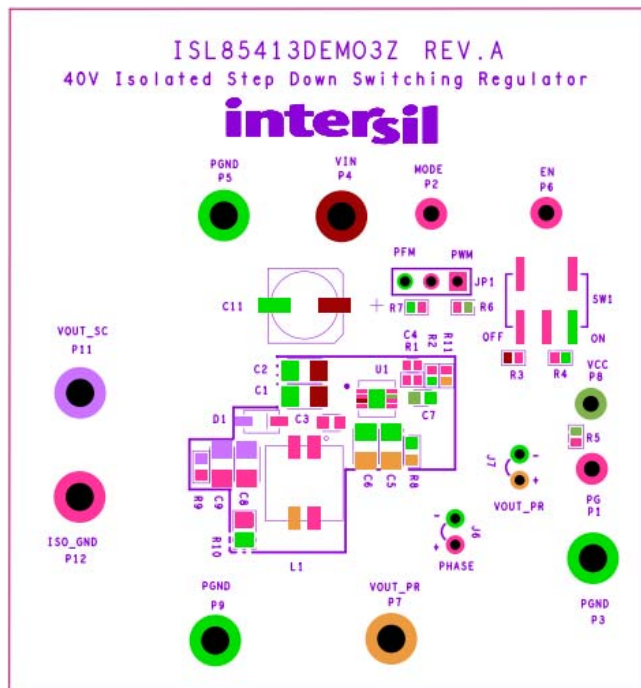 ISL85413DEMO3Z REV.A
40V Isolated Step Down Switching Regulator
intersil
PGND
P5
VIN
P4
MODE
P2
EN
P6
PFM
PWM
JP1
C11
+
R7
R6
SW1
OFF
ON
VOUT_SC
P11
C4
R1
R2
R11
R3
R4
VCC
P8
C2
C1
U1
C3
C7
D1
R5
J7
-
+
VOUT_PR
PG
P1
R9
C9
C8
C6
C5
R8
ISO_GND
P12
R10
L1
-
+
J6
PHASE
PGND
P9
VOUT_PR
P7
PGND
P3